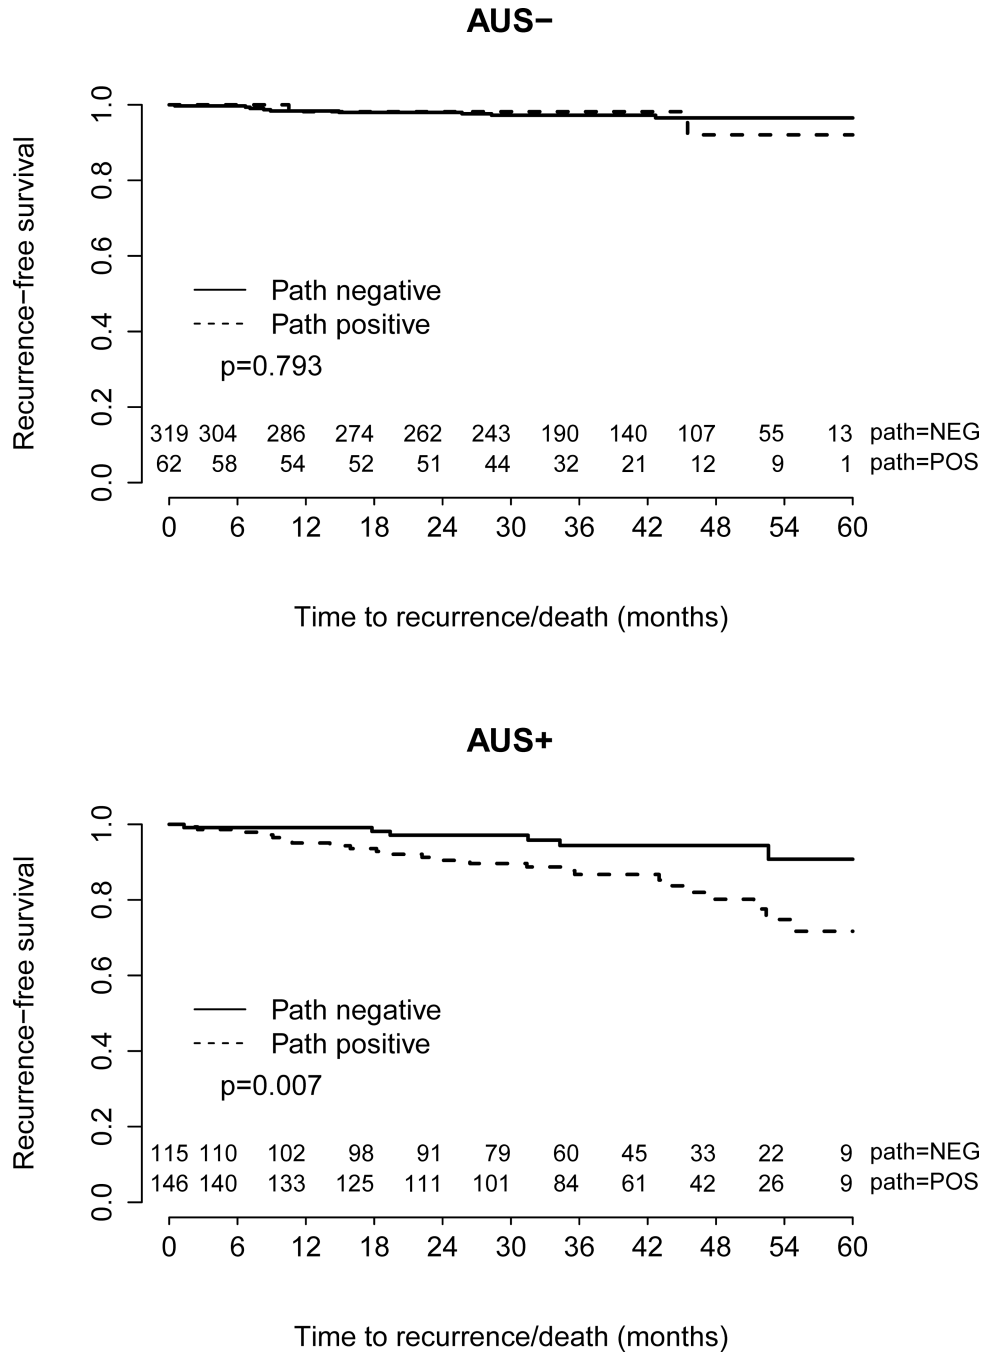 AUS−
Recurrence−free survival
1.0
0.8
0.6
0.4
0.2
0.0
Path negative
Path positive
p=0.793
319 304 286 274 262 243 190 140 107 55 13 path=NEG
62 58 54 52 51 44 32 21 12 9 1 path=POS
0 6 12 18 24 30 36 42 48 54 60
Time to recurrence/death (months)
AUS+
Recurrence−free survival
1.0
0.8
0.6
0.4
0.2
0.0
Path negative
Path positive
p=0.007
115 110 102 98 91 79 60 45 33 22 9 path=NEG
146 140 133 125 111 101 84 61 42 26 9 path=POS
0 6 12 18 24 30 36 42 48 54 60
Time to recurrence/death (months)